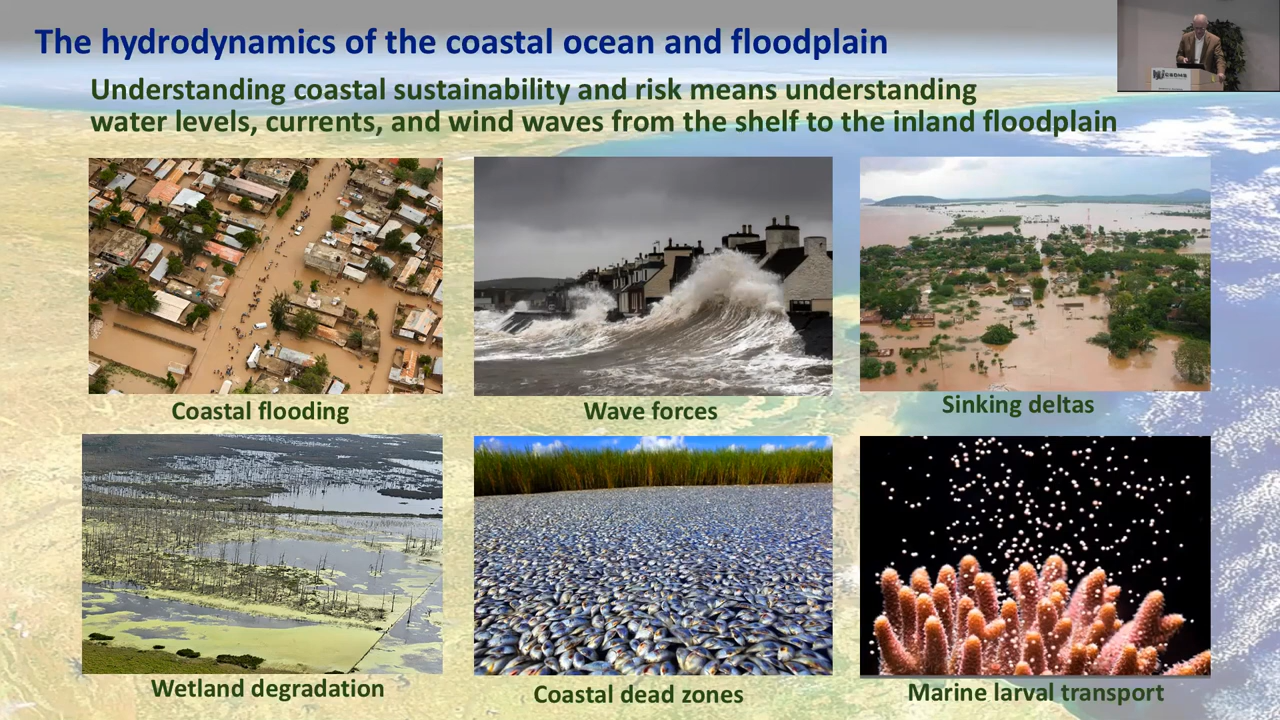 The hydrodynamics of the coastal ocean and floodplain
Understanding coastal sustainability and risk means understanding
water levels, currents, and wind waves from the shelf to the inland floodplain
CSDMS
Coastal flooding
Wave forces
Sinking deltas
Wetland degradation
Coastal dead zones
Marine larval transport